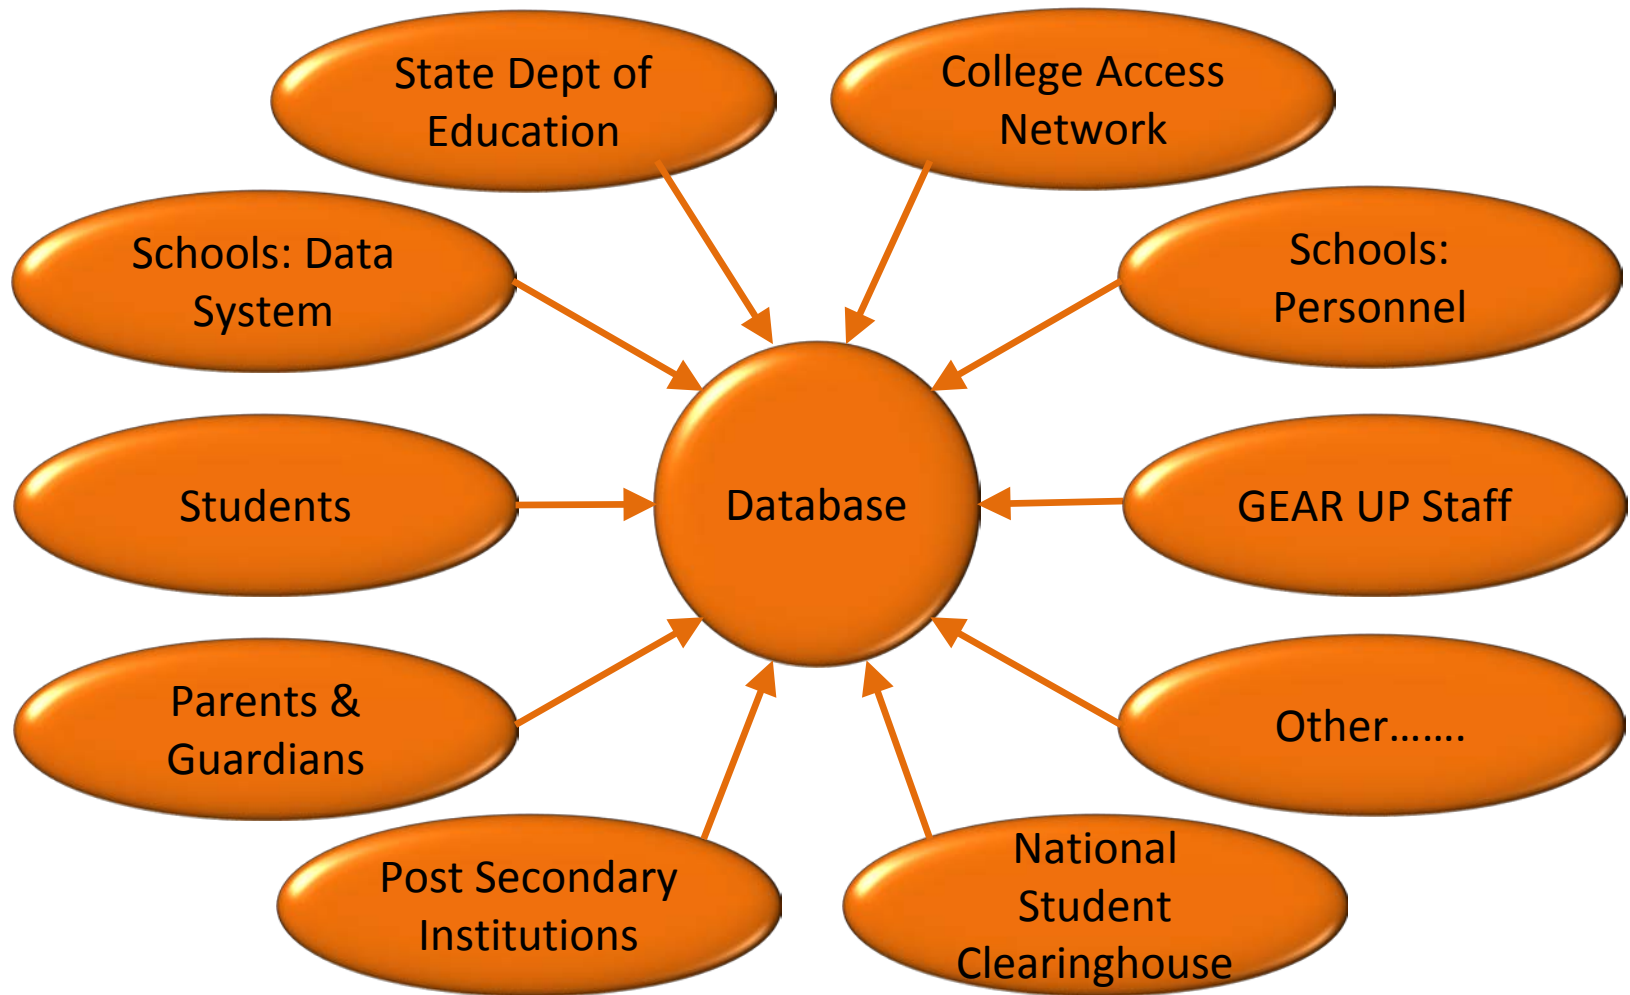 State Dept of
Education
College Access
Network
Schools: Data
System
Schools:
Personnel
Students
Database
GEAR UP Staff
Parents &
Guardians
Other.......
Post Secondary
Institutions
National
Student
Clearinghouse